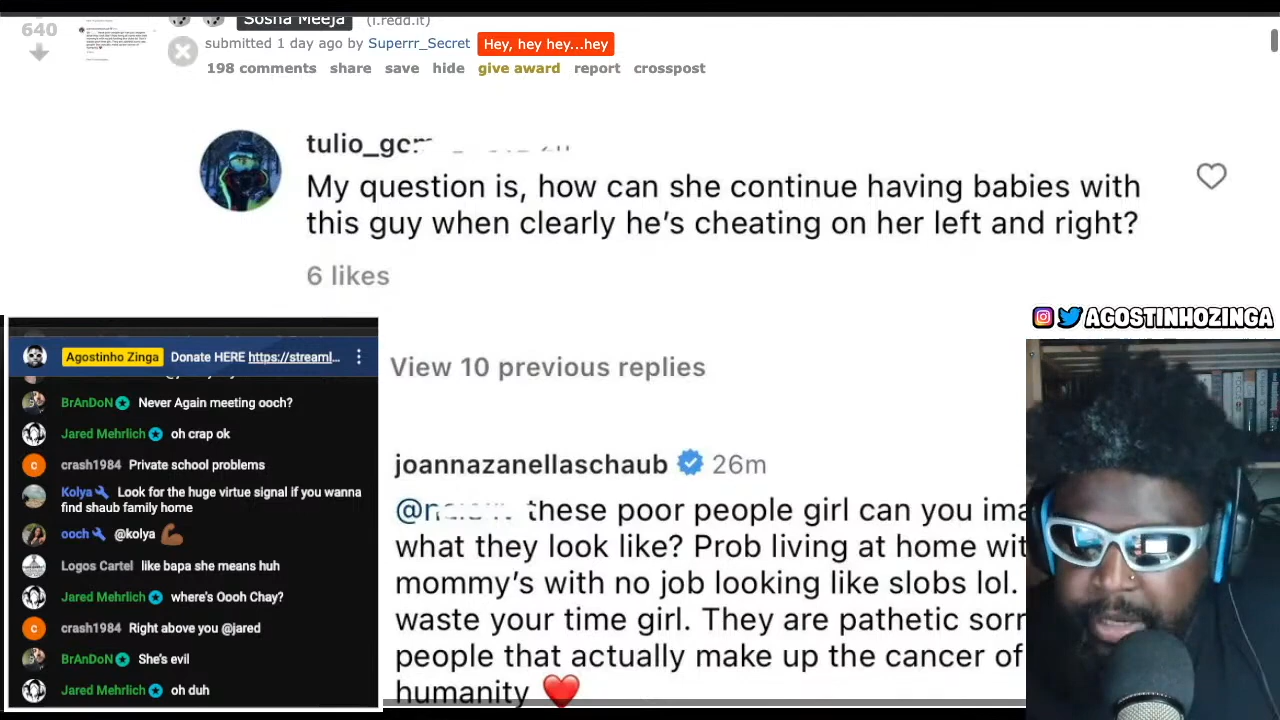 640
Sosha Meeja (i.redd.it)
submitted 1 day ago by Superrr_Secret Hey, hey hey...hey
198 comments share save hide give award report crosspost
My question is, how can she continue having babies with
this guy when clearly he's cheating on her left and right?
6 likes
View 10 previous replies
joannazanellaschaub 26m
these poor people girl can you
what they look like? Prob living at home
mommy's with no job looking like slobs lol.
waste your time girl. They are pathetic
people that actually make up the cancer of
humanity ❤️
Agostinho Zinga Donate HERE https://streaml...
BrAnDoN Never Again meeting ooch?
Jared Mehrlich oh crap ok
crash1984 Private school problems
Kolya Look for the huge virtue signal if you wanna
find shaub family home
ooch @kolya 💪🏾
Logos Cartel like bapa she means huh
Jared Mehrlich where's Oooh Chay?
crash1984 Right above you @jared
BrAnDoN She's evil
Jared Mehrlich oh duh
AGOSTINHOZINGA